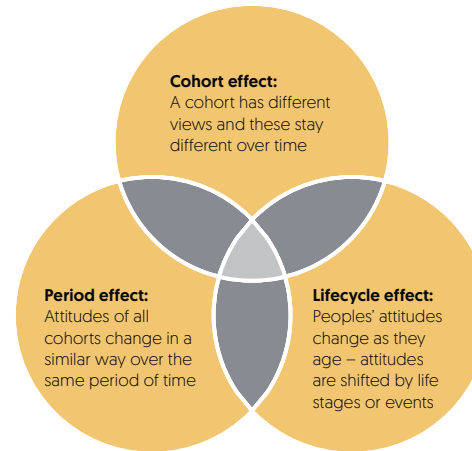 Cohort effect:
A cohort has different
views and these stay
different over time
Period effect:
Attitudes of all
cohorts change in a
similar way over the
same period of time
Lifecycle effect:
Peoples’ attitudes
change as they
age – attitudes
are shifted by life
stages or events